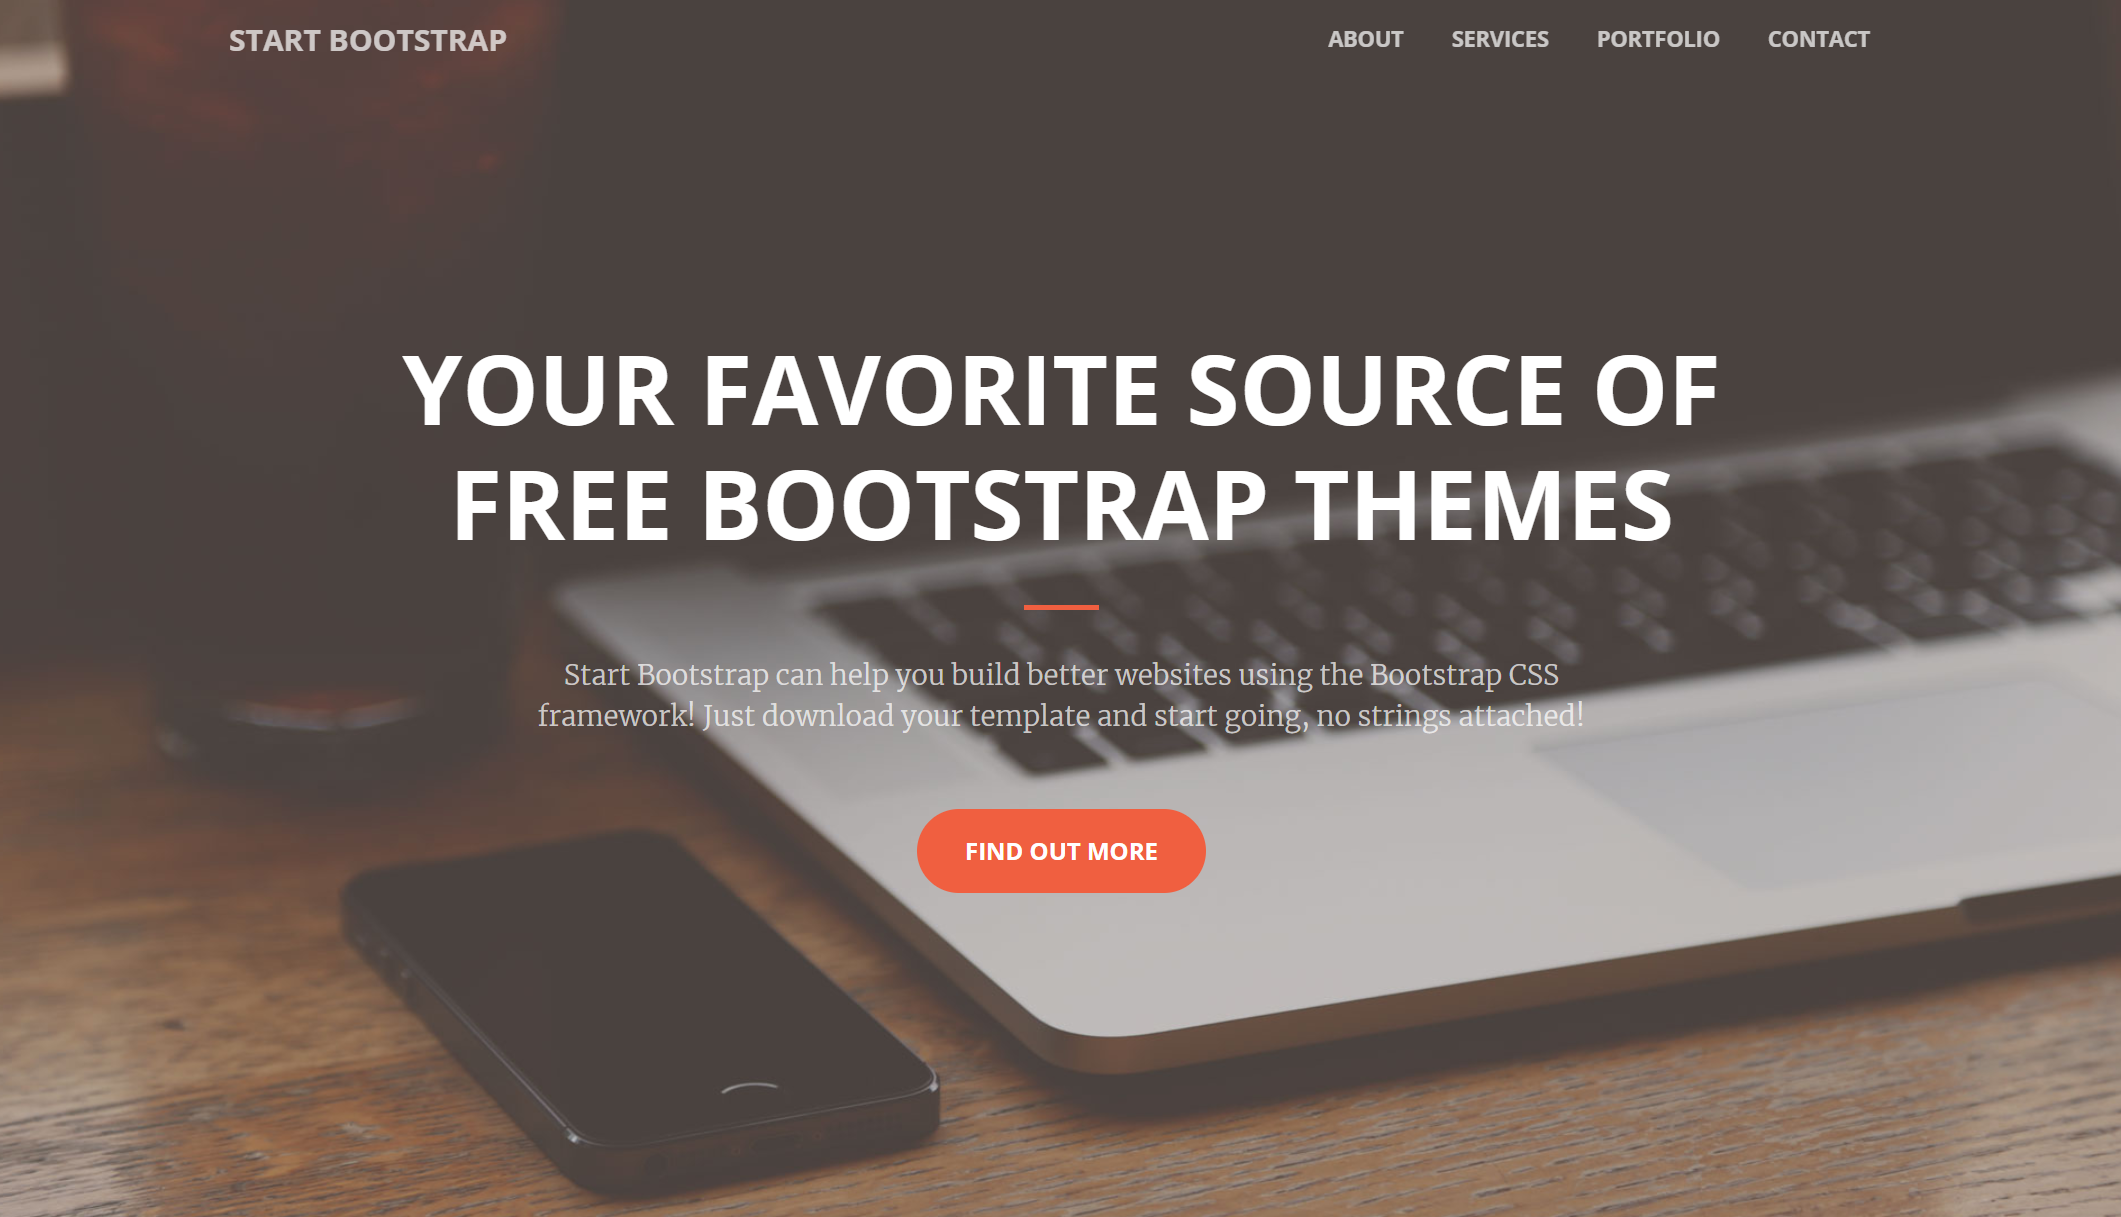 START BOOTSTRAP
ABOUT SERVICES PORTFOLIO CONTACT
YOUR FAVORITE SOURCE OF
FREE BOOTSTRAP THEMES
Start Bootstrap can help you build better websites using the Bootstrap CSS
framework! Just download your template and start going, no strings attached!
FIND OUT MORE